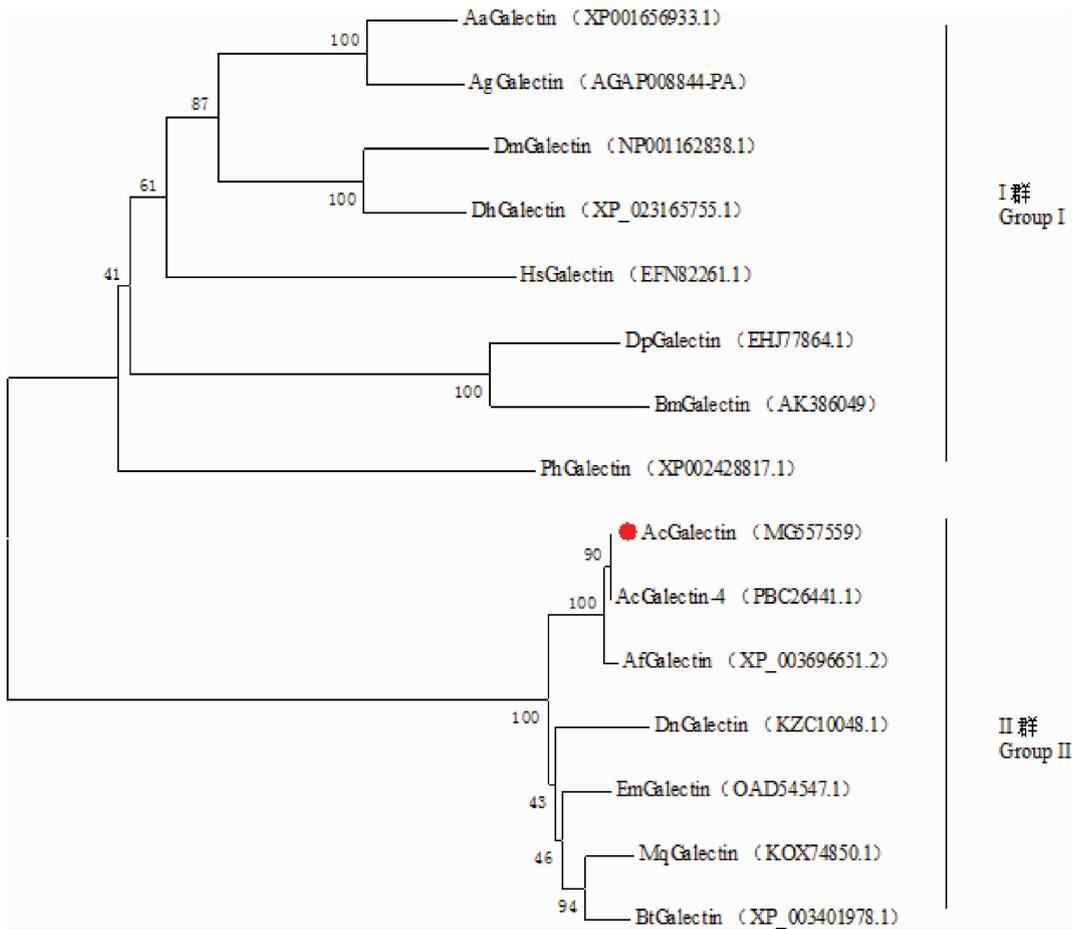 AaGalectin （XP001656933.1）
100
AgGalectin （AGAP008844-PA）
87
DmGalectin （NP001162838.1）
61
100
DhGalectin （XP_023165755.1）
I 群
Group I
41
HsGalectin （EFN82261.1）
DpGalectin （EHJ77864.1）
100
BmGalectin （AK386049）
PhGalectin （XP002428817.1）
AcGalectin （MG557559）
90
AcGalectin-4 （PBC26441.1）
100
AfGalectin （XP_003696651.2）
100
DnGalectin （KZC10048.1）
II 群
Group II
EmGalectin（OAD54547.1）
43
MqGalectin （KOX74850.1）
46
94
BtGalectin （XP_003401978.1）